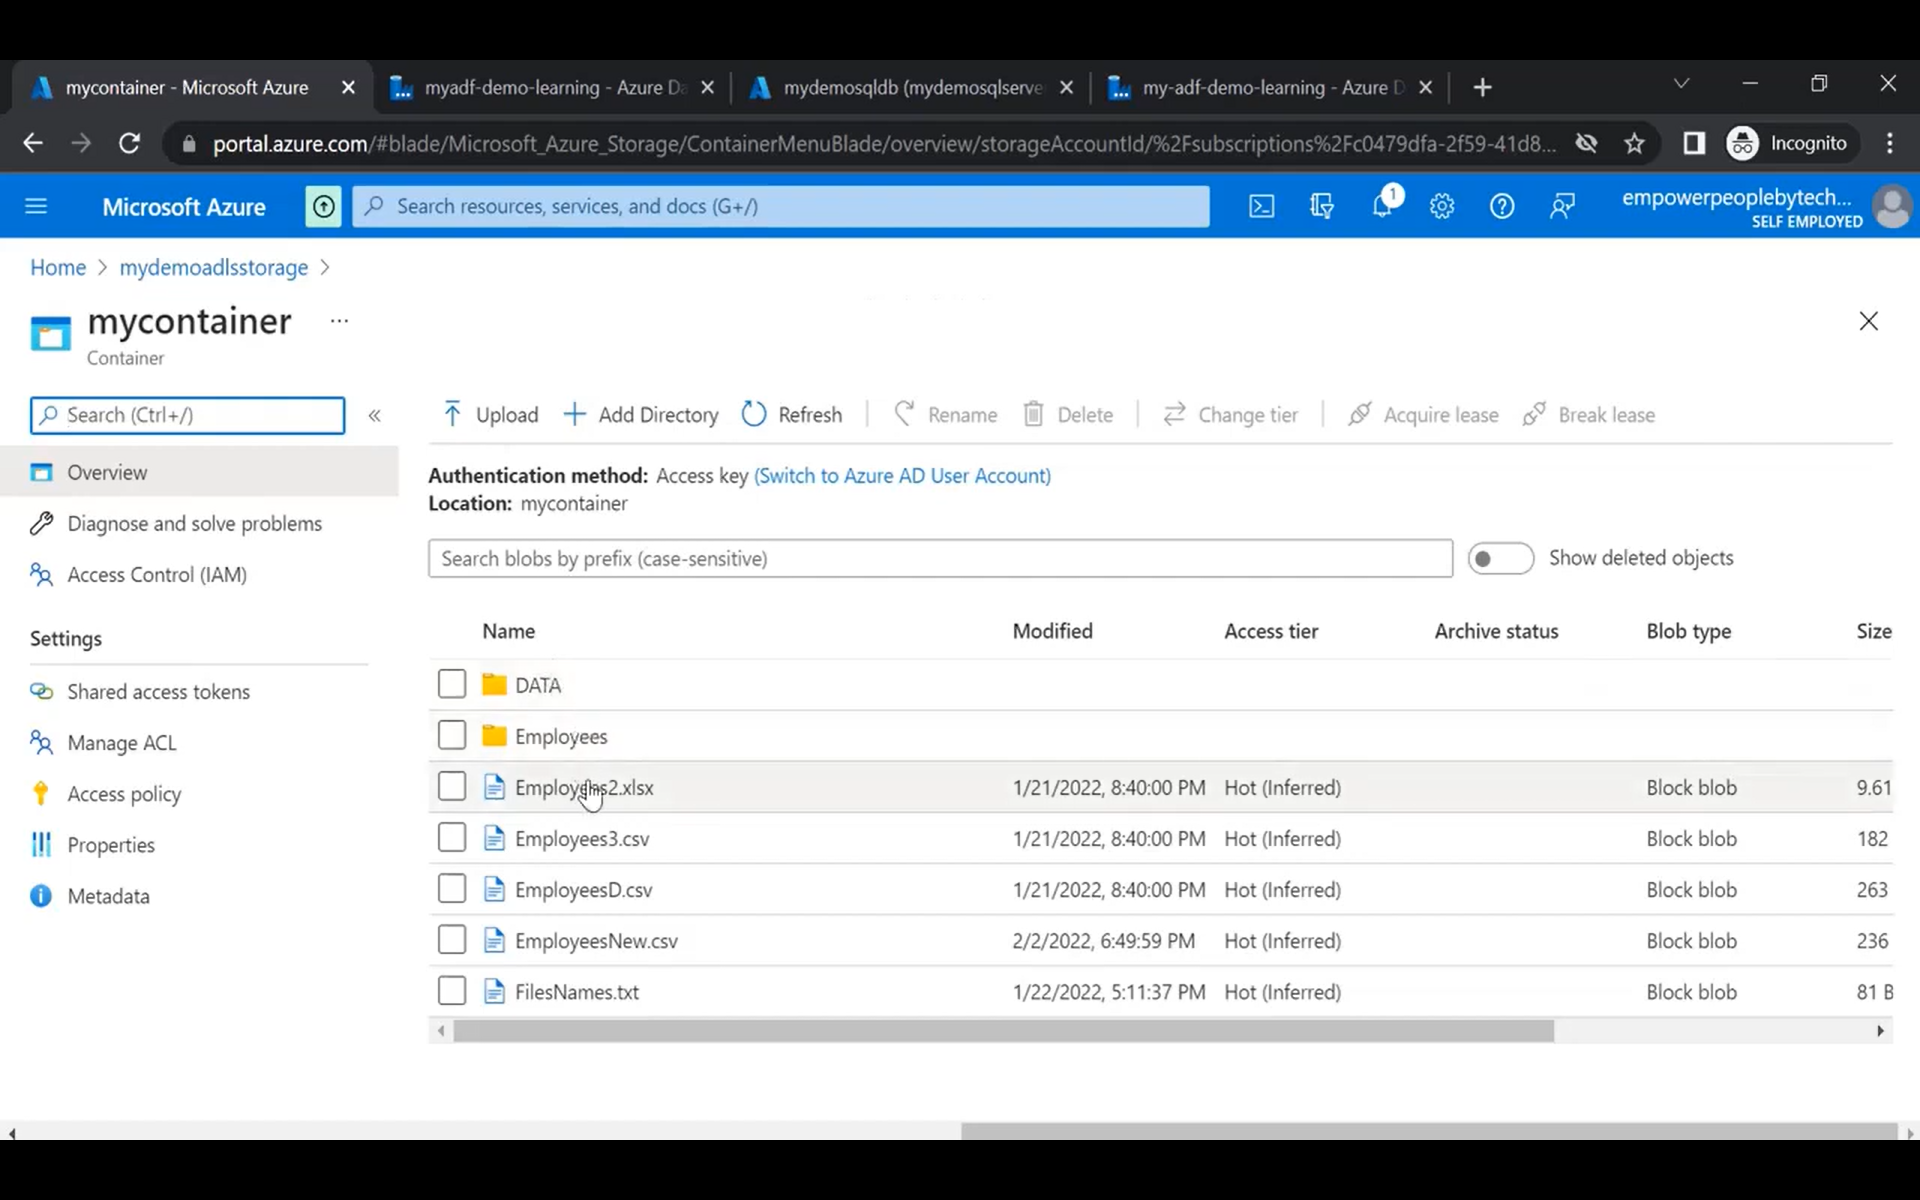 mycontainer - Microsoft Azure
myadf-demo-learning - Azure Da
mydemosqldb (mydemosqlserve
my-adf-demo-learning - Azure D
portal.azure.com/#blade/Microsoft_Azure_Storage/ContainerMenuBlade/overview/storageAccountId/%2Fsubscriptions%2Fc0479dfa-2f59-41d8...
Incognito
Microsoft Azure
Search resources, services, and docs (G+/)
1
empowerpeoplebytech...
SELF EMPLOYED
Home > mydemoadlsstorage >
mycontainer ...
Container
Search (Ctrl+/)
«
Upload
Add Directory
Refresh
Rename
Delete
Change tier
Acquire lease
Break lease
Overview
Diagnose and solve problems
Access Control (IAM)
Settings
Shared access tokens
Manage ACL
Access policy
Properties
Metadata
Authentication method: Access key (Switch to Azure AD User Account)
Location: mycontainer
Search blobs by prefix (case-sensitive)
Show deleted objects
Name Modified Access tier Archive status Blob type Size
DATA
Employees
Employees2.xlsx 1/21/2022, 8:40:00 PM Hot (Inferred) Block blob 9.61
Employees3.csv 1/21/2022, 8:40:00 PM Hot (Inferred) Block blob 182
EmployeesD.csv 1/21/2022, 8:40:00 PM Hot (Inferred) Block blob 263
EmployeesNew.csv 2/2/2022, 6:49:59 PM Hot (Inferred) Block blob 236
FilesNames.txt 1/22/2022, 5:11:37 PM Hot (Inferred) Block blob 81 B